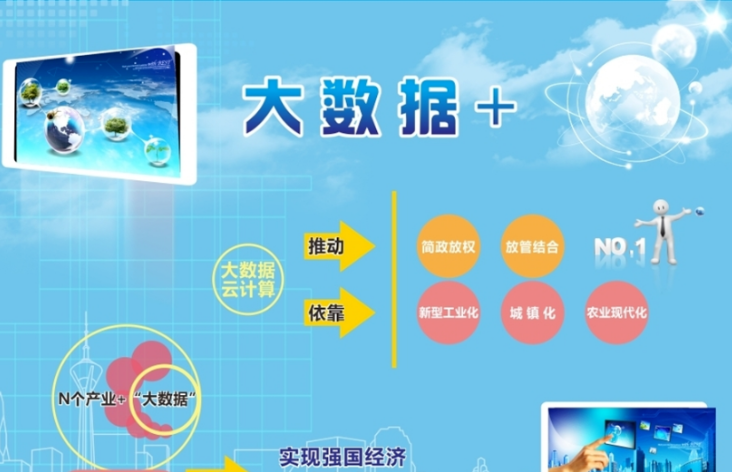 大数据+
推动
简政放权
放管结合
NO.1
大数据
云计算
依靠
新型工业化
城镇化
农业现代化
N个产业+“大数据”
实现强国经济